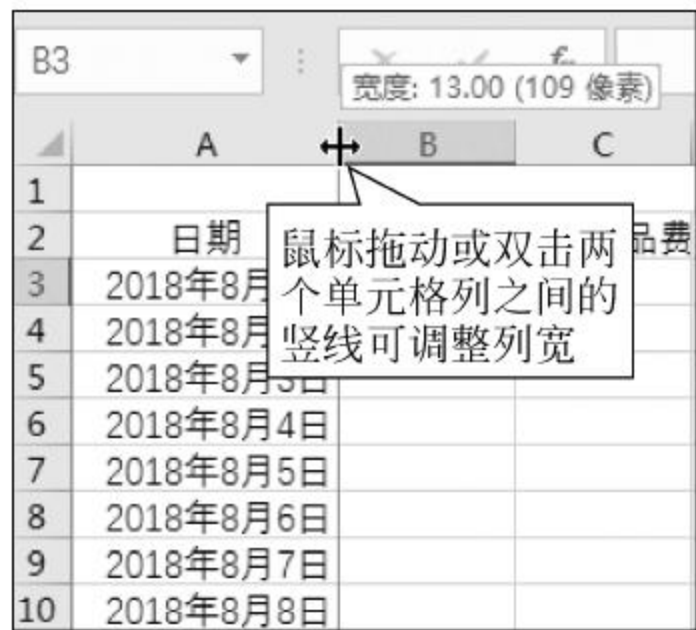 B3
fx
宽度: 13.00 (109 像素)
A B C
1
2 日期 品费
3 2018年8月
4 2018年8月
5 2018年8月3日
6 2018年8月4日
7 2018年8月5日
8 2018年8月6日
9 2018年8月7日
10 2018年8月8日
鼠标拖动或双击两
个单元格列之间的
竖线可调整列宽